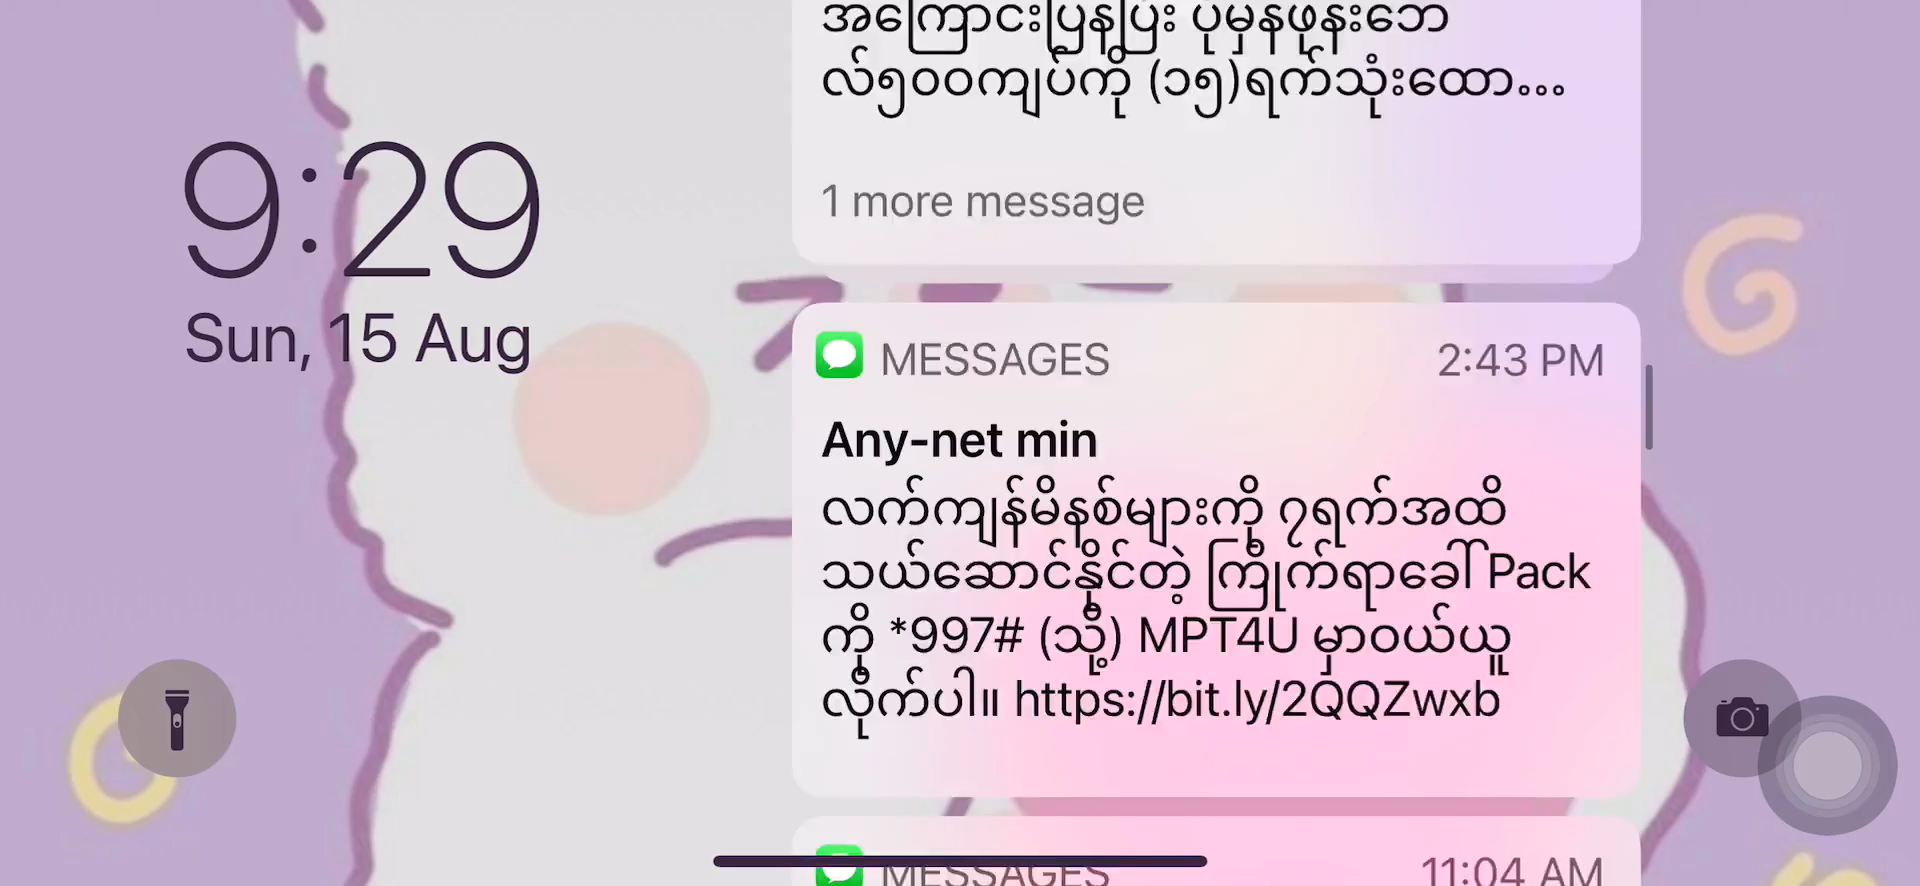 အကြောင်းပြန်ပြီး ပုံမှန်ဖုန်းဘေ
လ်၅၀၀ကျပ်ကို (၁၅)ရက်သုံးထော...
1 more message
9:29
Sun, 15 Aug
MESSAGES 2:43 PM
Any-net min
လက်ကျန်မိနစ်များကို ၇ရက်အထိ
သယ်ဆောင်နိုင်တဲ့ ကြိုက်ရာခေါ် Pack
ကို *997# (သို့) MPT4U မှာဝယ်ယူ
လိုက်ပါ။ https://bit.ly/2QQZwxb
MESSAGES 11:04 AM